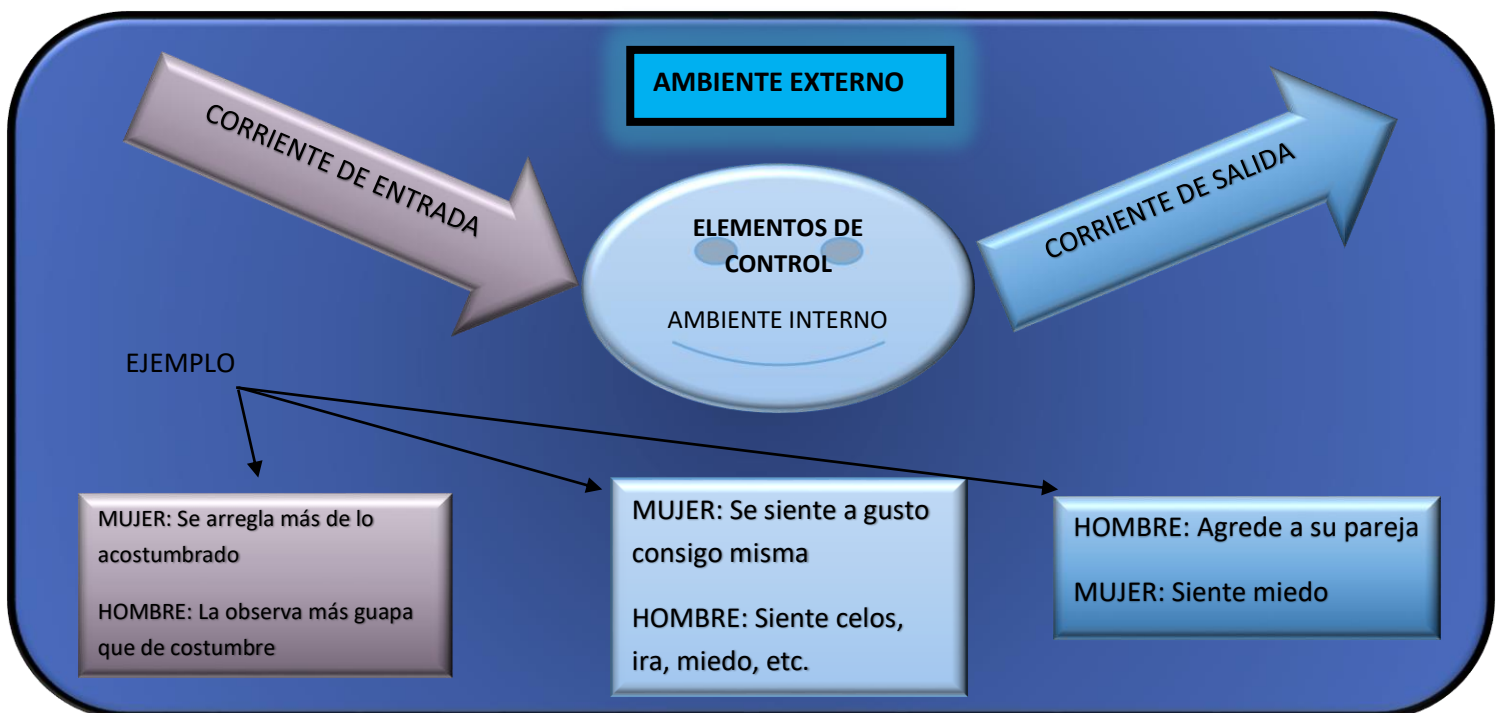 AMBIENTE EXTERNO
CORRIENTE DE ENTRADA
ELEMENTOS DE
CONTROL
AMBIENTE INTERNO
CORRIENTE DE SALIDA
EJEMPLO
MUJER: Se arregla más de lo
acostumbrado
HOMBRE: La observa más guapa
que de costumbre
MUJER: Se siente a gusto
consigo misma
HOMBRE: Siente celos,
ira, miedo, etc.
HOMBRE: Agrede a su pareja
MUJER: Siente miedo